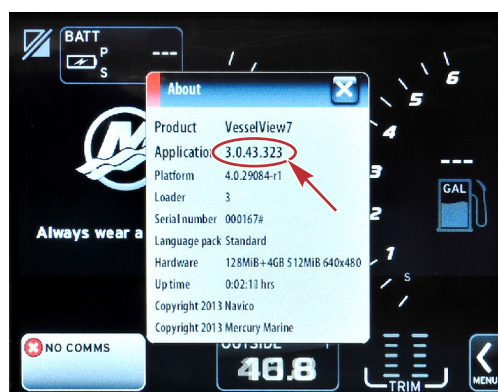 BATT
P
S
---
About
Product VesselView7
Application 3.0.43.323
Platform 4.0.29084-r1
Loader 3
Serial number 000167#
Language pack Standard
Hardware 128MiB+4GB 512MiB 640x480
Up time 0:02:11 hrs
Copyright 2013 Navico
Copyright 2013 Mercury Marine
Always wear a
6
5
4
3
2
1
S
---
GAL
NO COMMS
OUTSIDE
40.8
TRIM
MENU